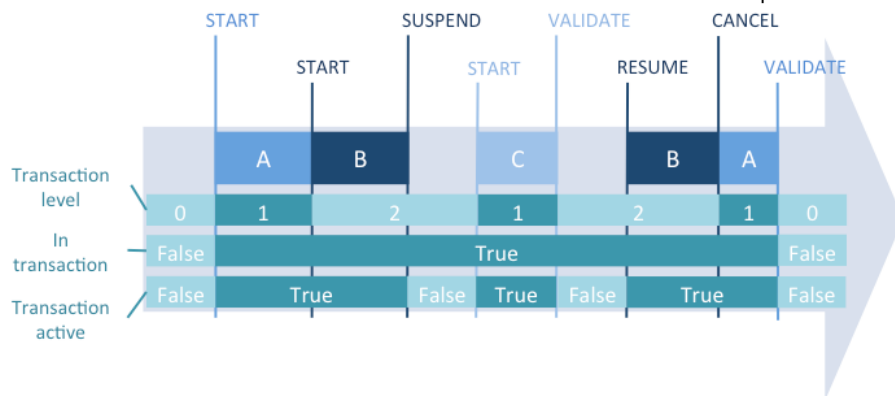 START SUSPEND VALIDATE CANCEL
START START RESUME VALIDATE
A B C B A
Transaction
level
0 1 2 1 2 1 0
In
transaction
False True False
Transaction
active
False True False True False True False